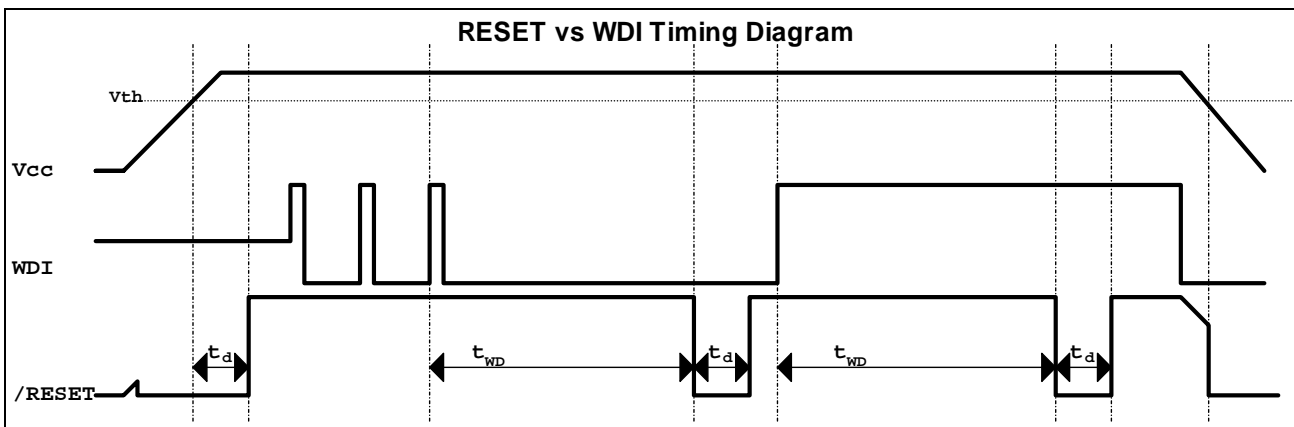 RESET vs WDI Timing Diagram
Vth
Vcc
WDI
td tWD td tWD td
/RESET